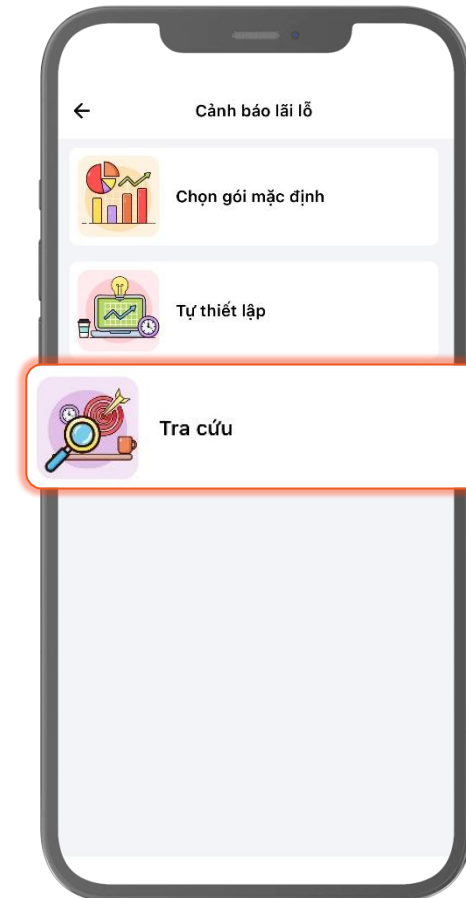 Cảnh báo lãi lỗ
Chọn gói mặc định
Tự thiết lập
Tra cứu